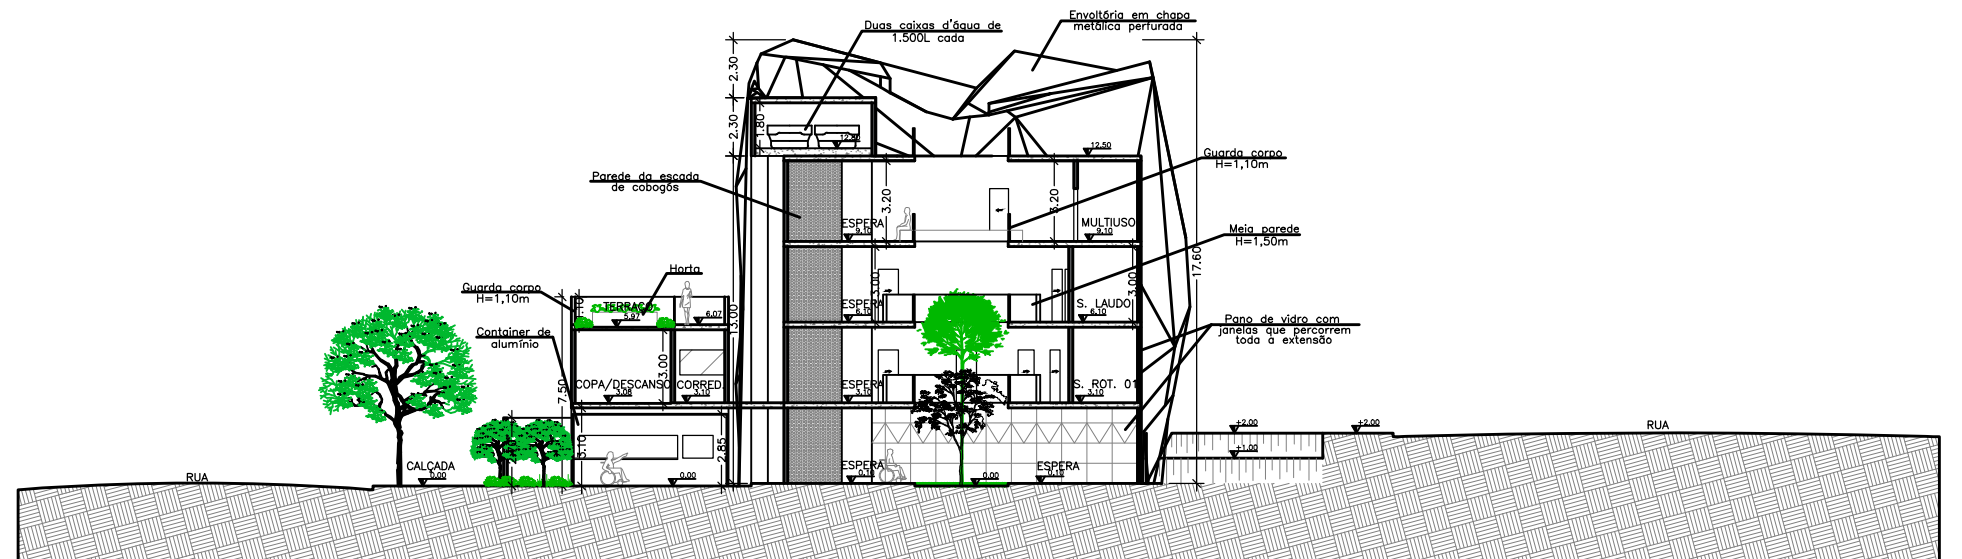 Envoltória em chapa
metálica perfurada
Duas caixas d'água de
1.500L cada
2.30
2.30
1.80
12.80
12.50
Guarda corpo
H=1,10m
Parede da escada
de cobogós
3.20
3.20
ESPERA
9.10
MULTIUSO
9.10
Meia parede
H=1,50m
17.60
Horta
Guarda corpo
H=1,10m
1.10
TERRAÇO
5.97
6.07
13.00
3.00
3.00
ESPERA
6.10
S. LAUDO
6.10
Container de
alumínio
Pano de vidro com
janelas que percorrem
toda a extensão
7.50
3.00
COPA/DESCANSO
3.08
CORRED.
3.10
ESPERA
3.10
S. ROT. 01
3.10
3.10
2.85
+2.00
+2.00
RUA
+1.00
CALÇADA
0.00
0.00
ESPERA
0.10
0.00
ESPERA
0.10
RUA